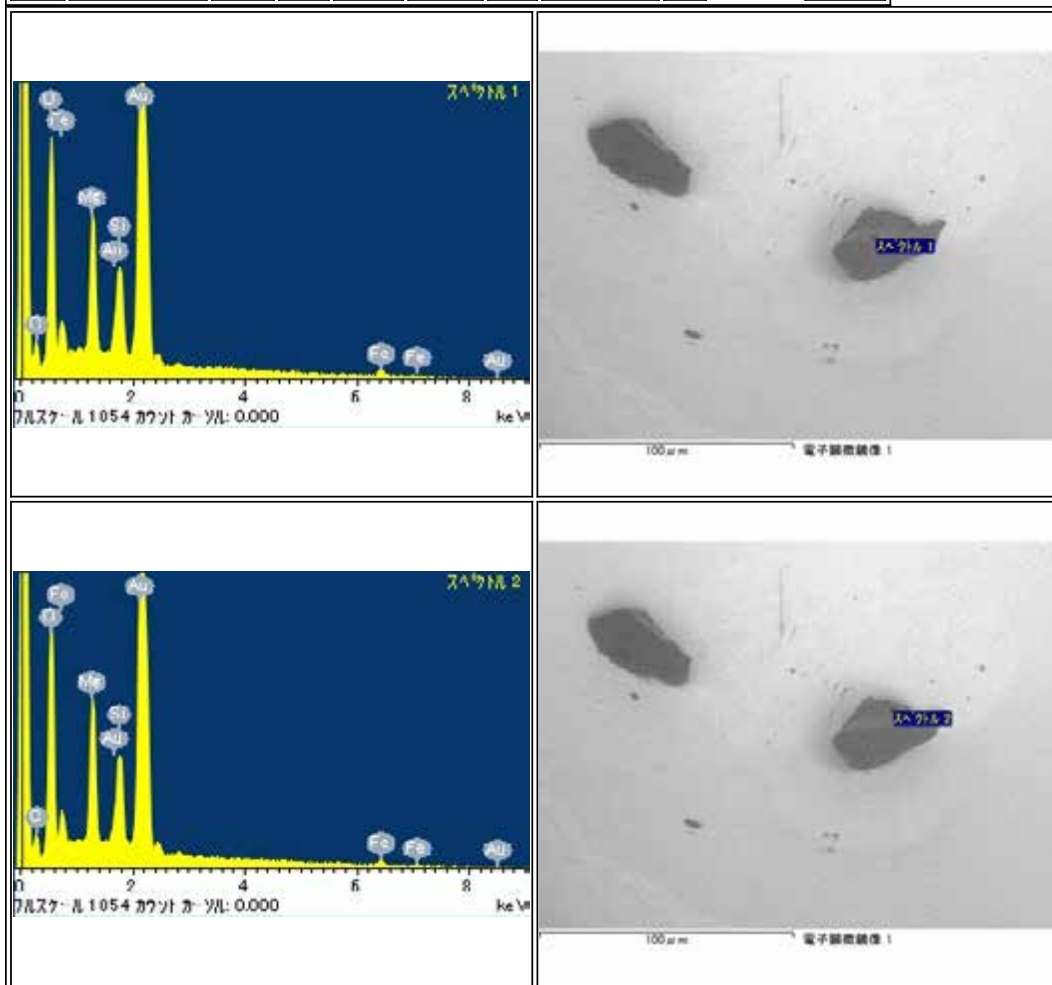 スペクトル 1
Au
O
Fe
Mg
Si
Au
C
Fe
Fe
Au
0 2 4 6 8
フルスケール 1054 カウント カーソル: 0.000 keV
スペクトル 1
100μm 電子顕微鏡像 1
スペクトル 2
Au
Fe
O
Mg
Si
Au
C
Fe
Fe
Au
0 2 4 6 8
フルスケール 1054 カウント カーソル: 0.000 keV
スペクトル 2
100μm 電子顕微鏡像 1